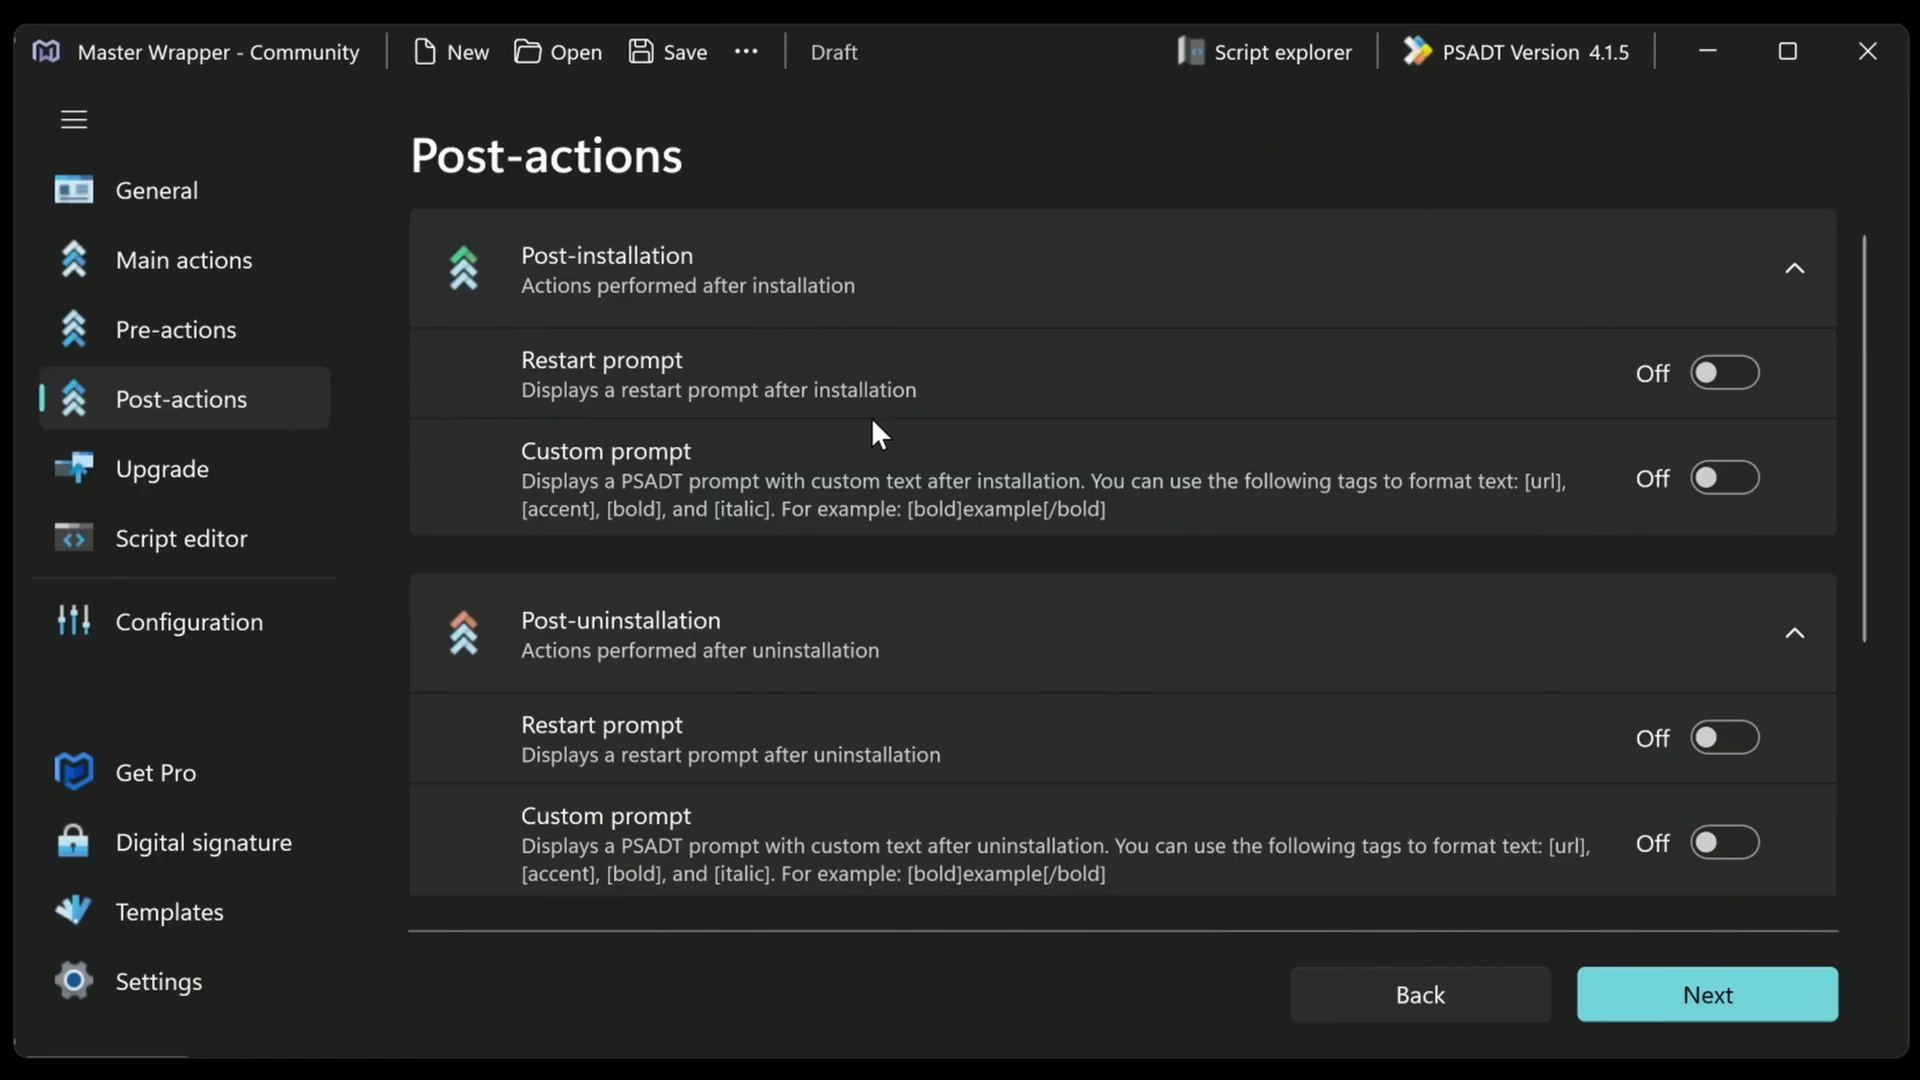 Master Wrapper - Community
New
Open
Save
Draft
Script explorer
PSADT Version 4.1.5
General
Main actions
Pre-actions
Post-actions
Upgrade
Script editor
Configuration
Get Pro
Digital signature
Templates
Settings
Post-actions
Post-installation
Actions performed after installation
Restart prompt
Displays a restart prompt after installation
Off
Custom prompt
Displays a PSADT prompt with custom text after installation. You can use the following tags to format text: [url],
[accent], [bold], and [italic]. For example: [bold]example[/bold]
Off
Post-uninstallation
Actions performed after uninstallation
Restart prompt
Displays a restart prompt after uninstallation
Off
Custom prompt
Displays a PSADT prompt with custom text after uninstallation. You can use the following tags to format text: [url],
[accent], [bold], and [italic]. For example: [bold]example[/bold]
Off
Back
Next